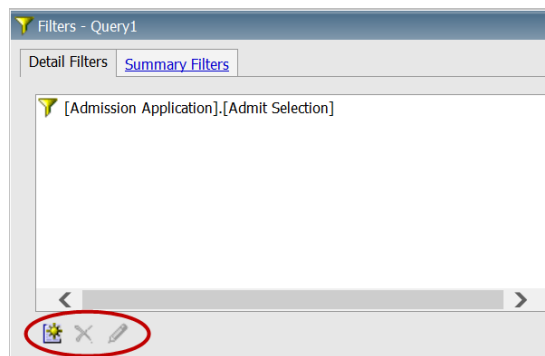 Filters - Query1
Detail Filters Summary Filters
[Admission Application].[Admit Selection]